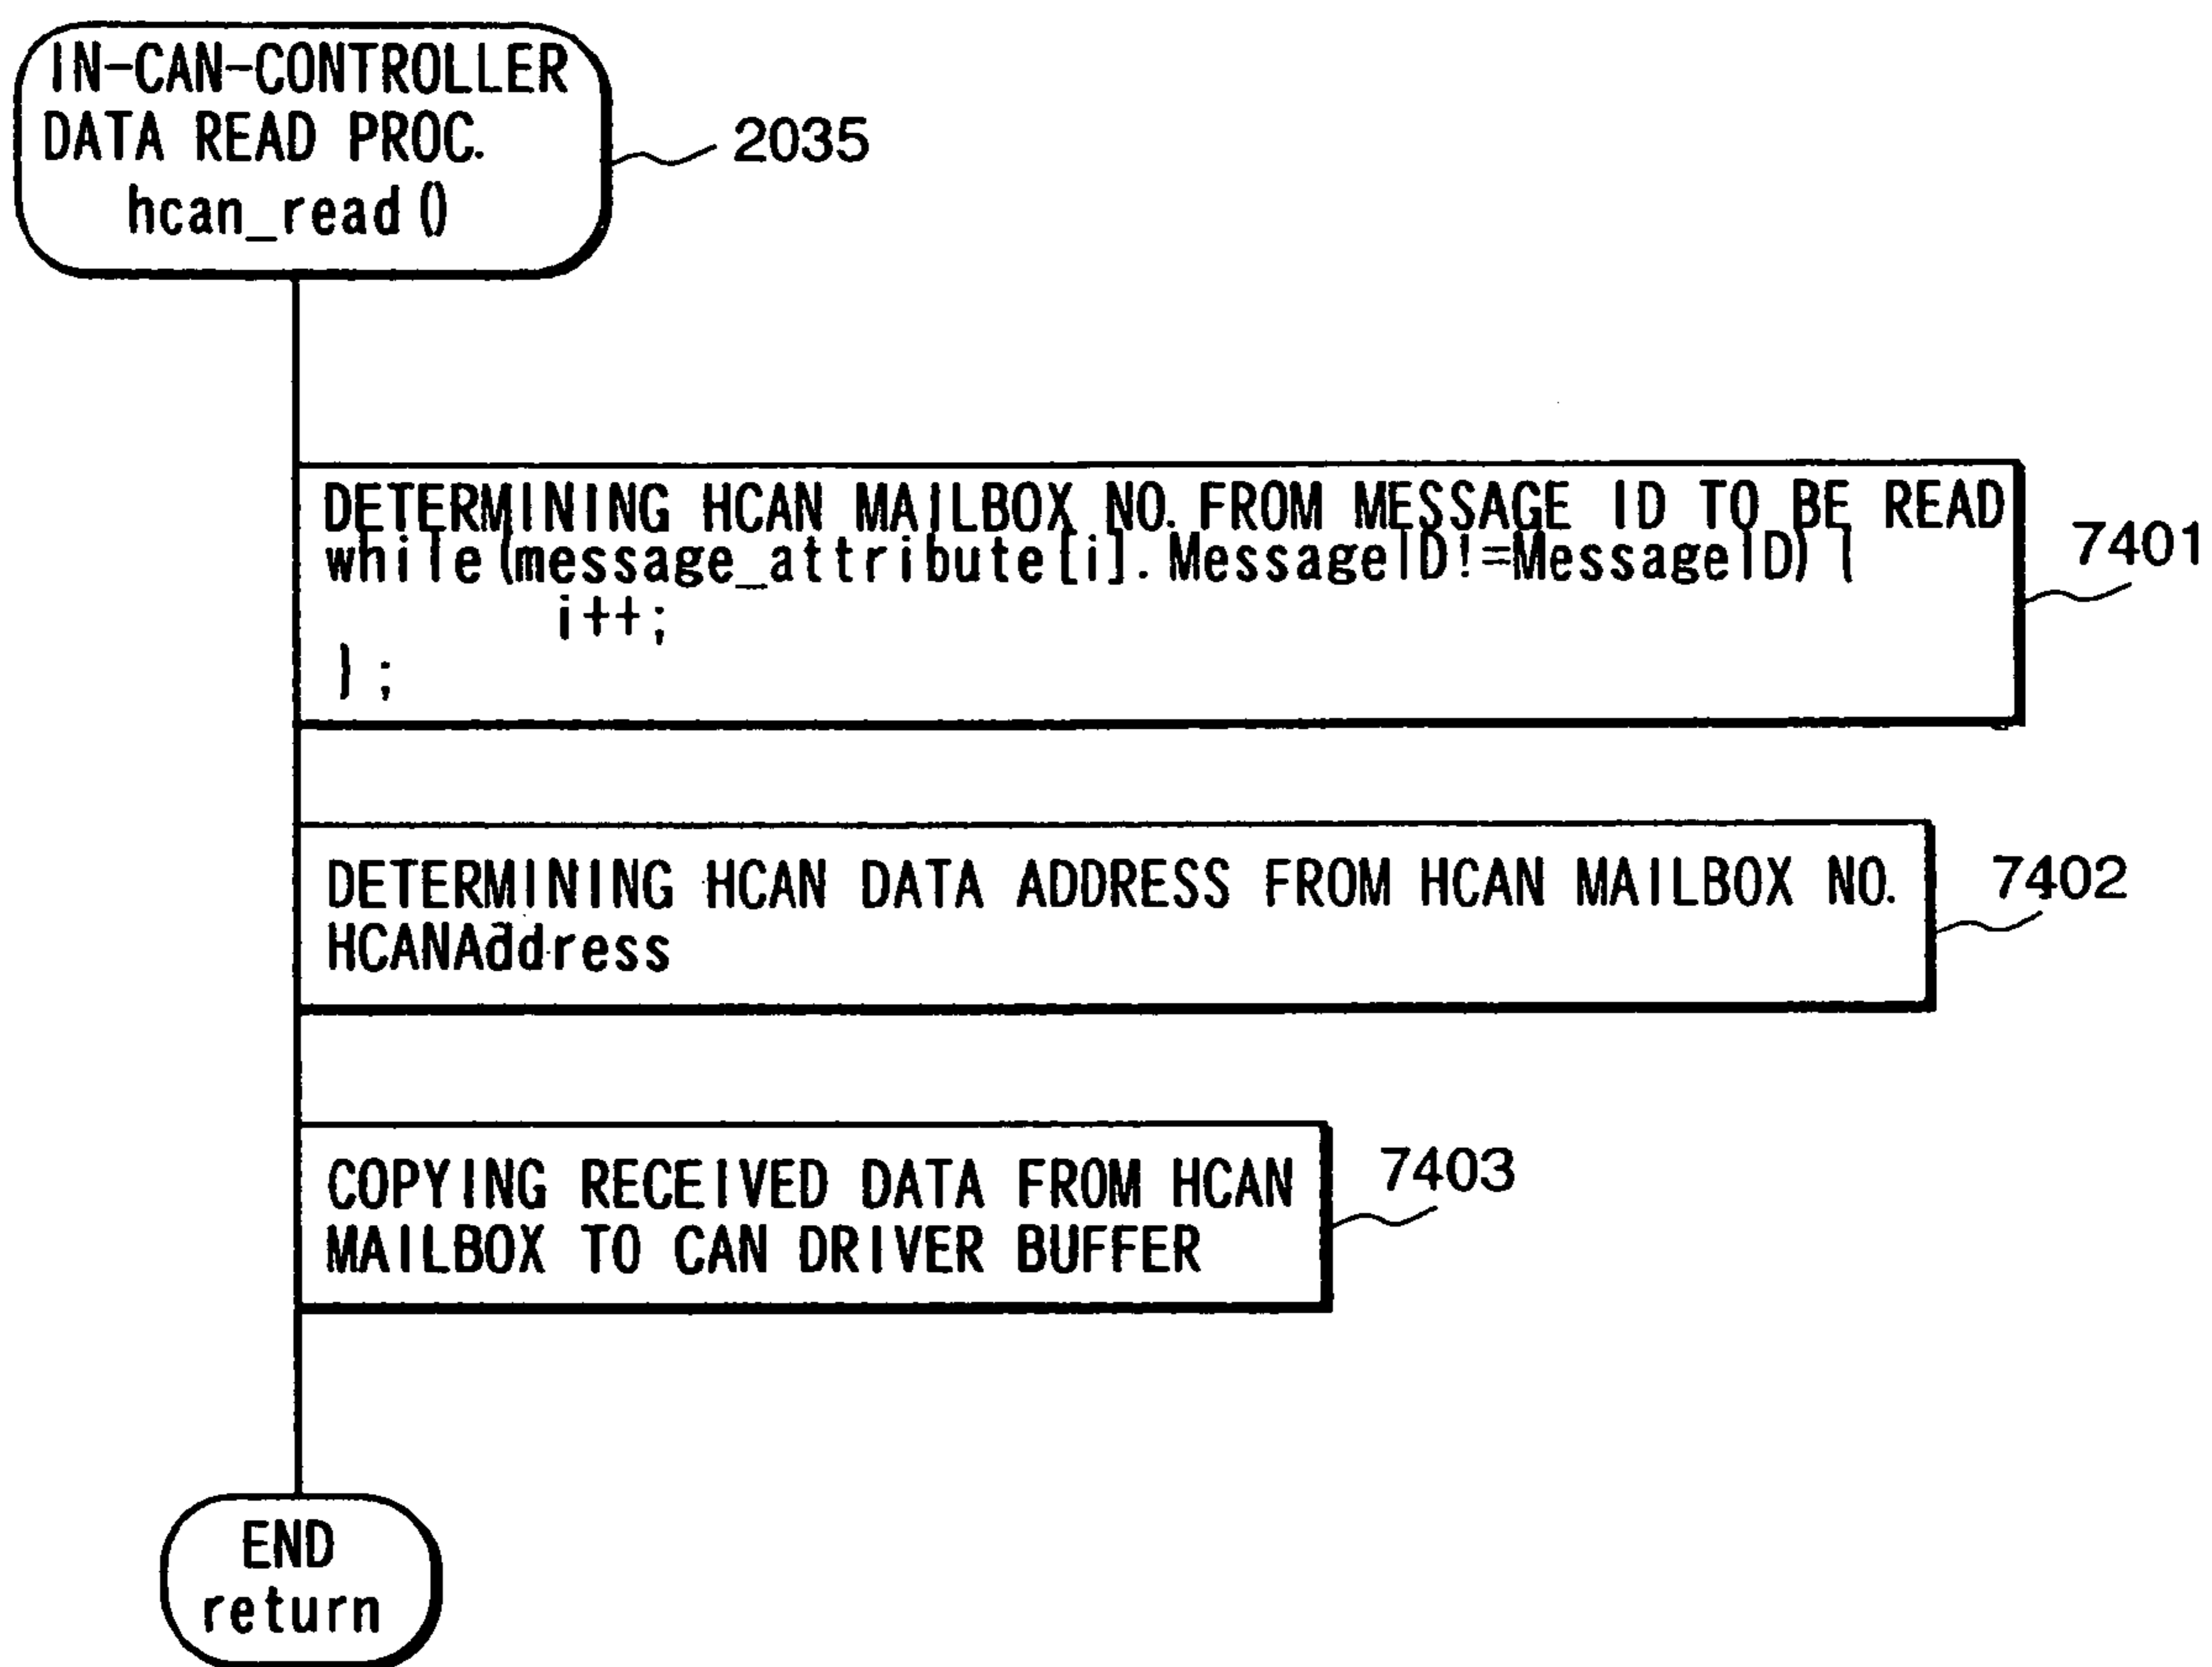 IN-CAN-CONTROLLER
DATA READ PROC.
hcan_read()
2035
DETERMINING HCAN MAILBOX NO. FROM MESSAGE ID TO BE READ
while(message_attribute[i].MessageID!=MessageID) {
i++;
};
7401
DETERMINING HCAN DATA ADDRESS FROM HCAN MAILBOX NO.
HCANAddress
7402
COPYING RECEIVED DATA FROM HCAN
MAILBOX TO CAN DRIVER BUFFER
7403
END
return